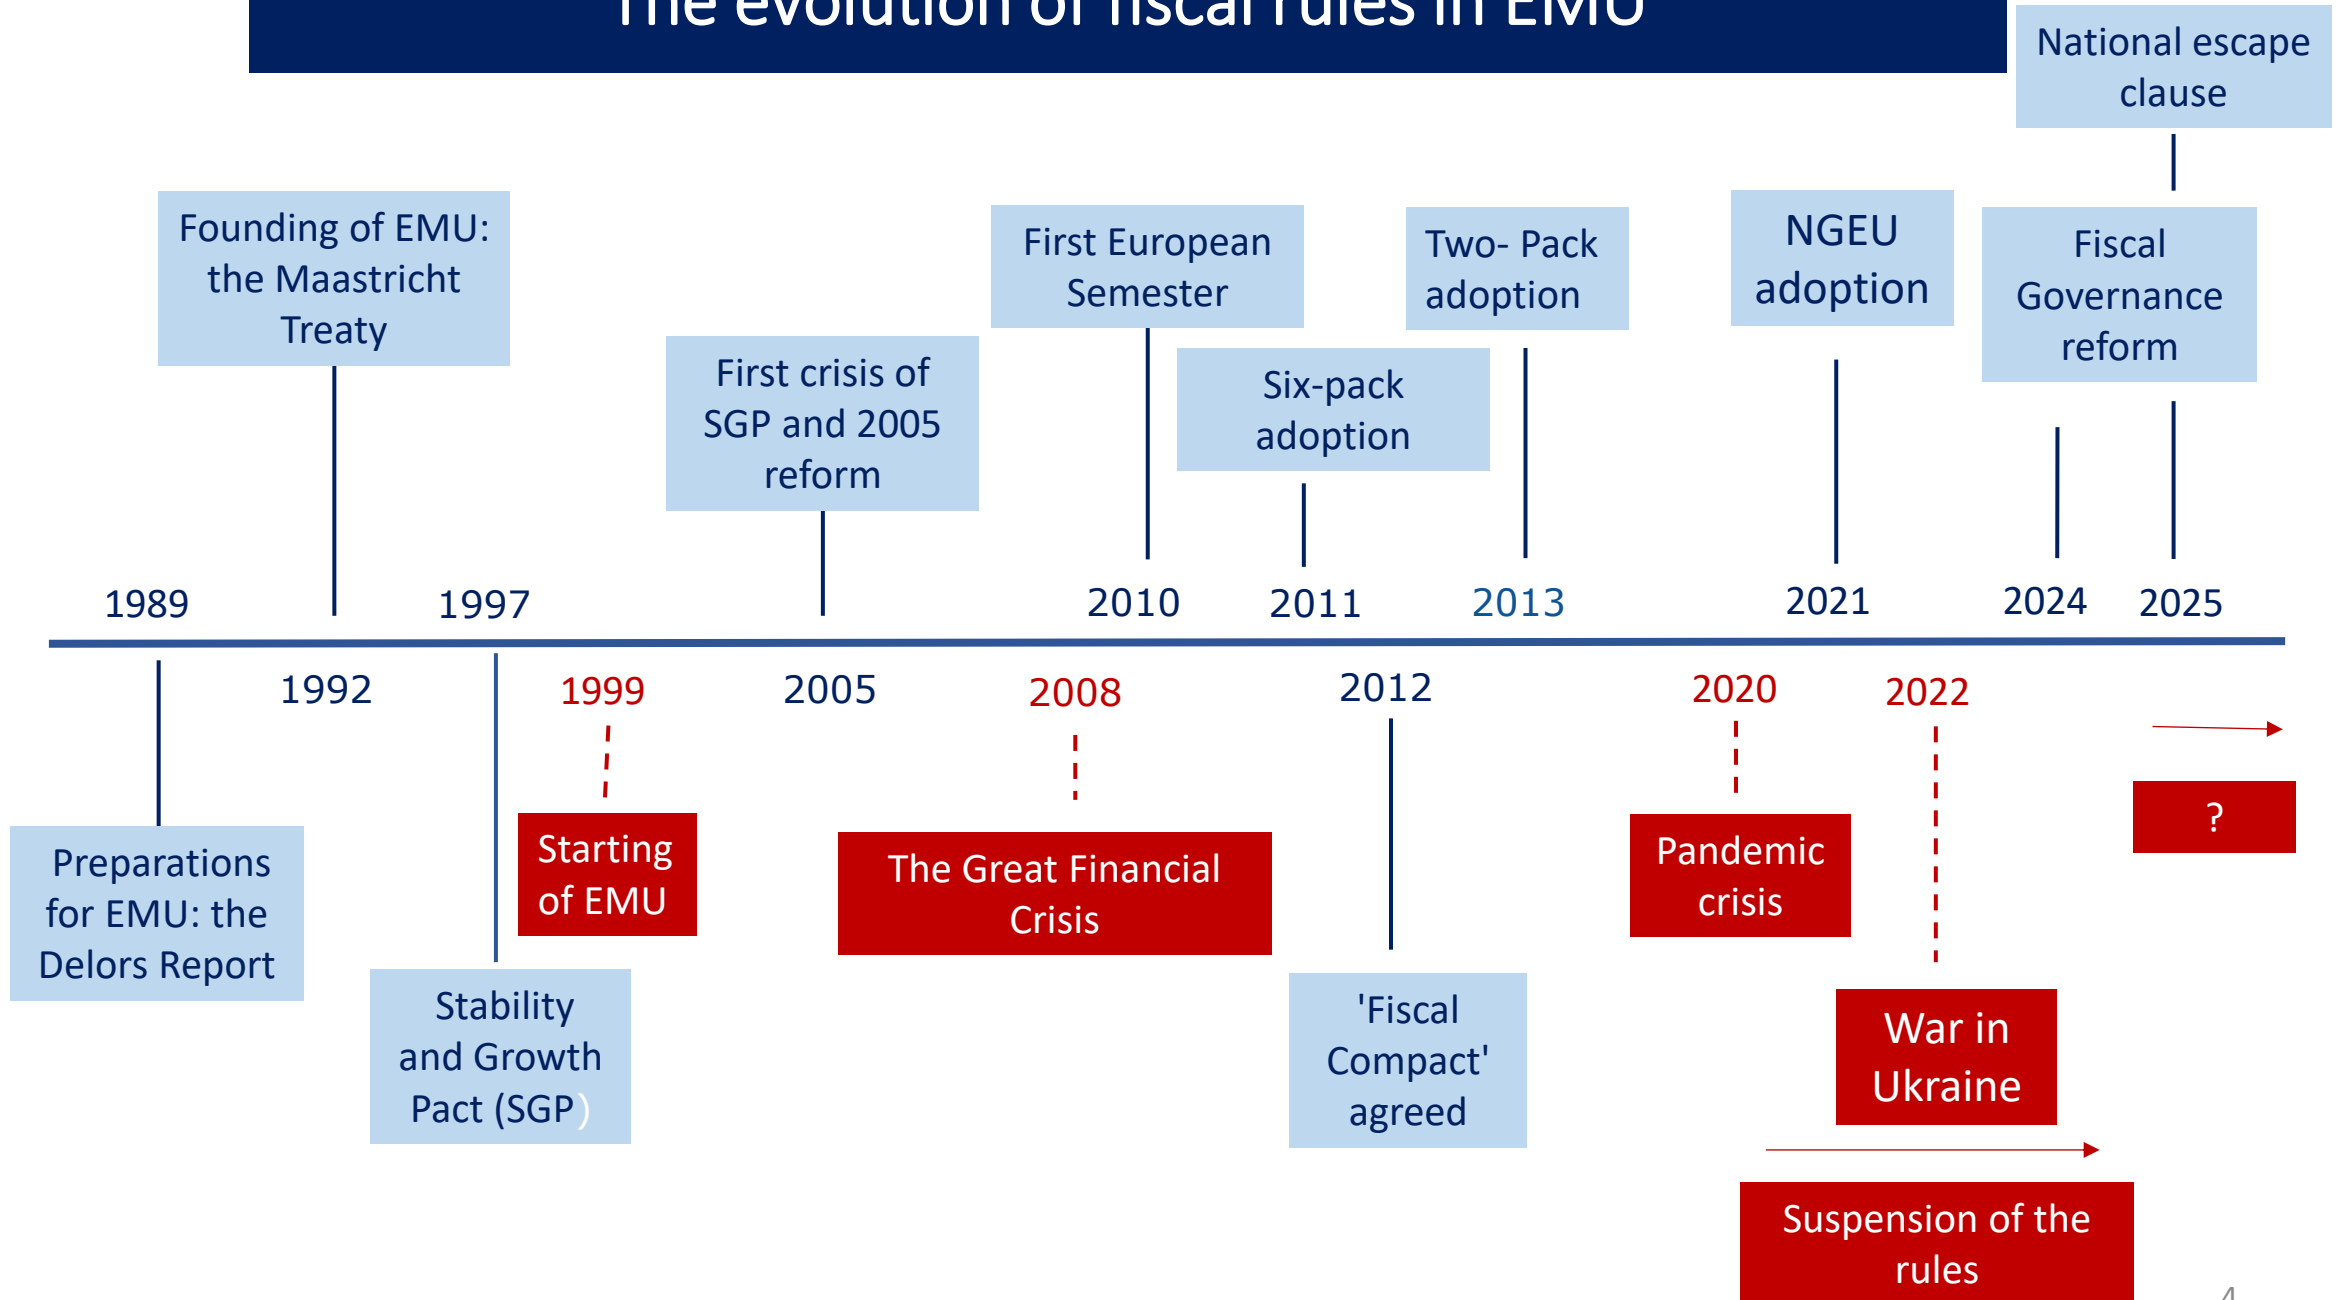 The evolution of fiscal rules in EMU
National escape
clause
Founding of EMU:
the Maastricht
Treaty
First crisis of
SGP and 2005
reform
First European
Semester
Six-pack
adoption
Two- Pack
adoption
NGEU
adoption
Fiscal
Governance
reform
1989
1997
2010
2011
2013
2021
2024
2025
1992
1999
2005
2008
2012
2020
2022
Preparations
for EMU: the
Delors Report
Stability
and Growth
Pact (SGP)
Starting
of EMU
The Great Financial
Crisis
'Fiscal
Compact'
agreed
Pandemic
crisis
War in
Ukraine
?
Suspension of the
rules
4